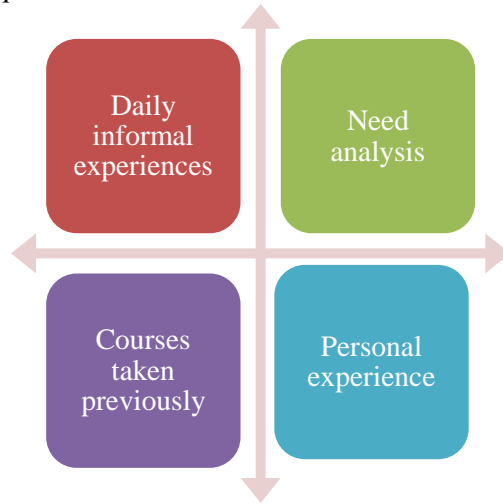 Daily
informal
experiences
Need
analysis
Courses
taken
previously
Personal
experience